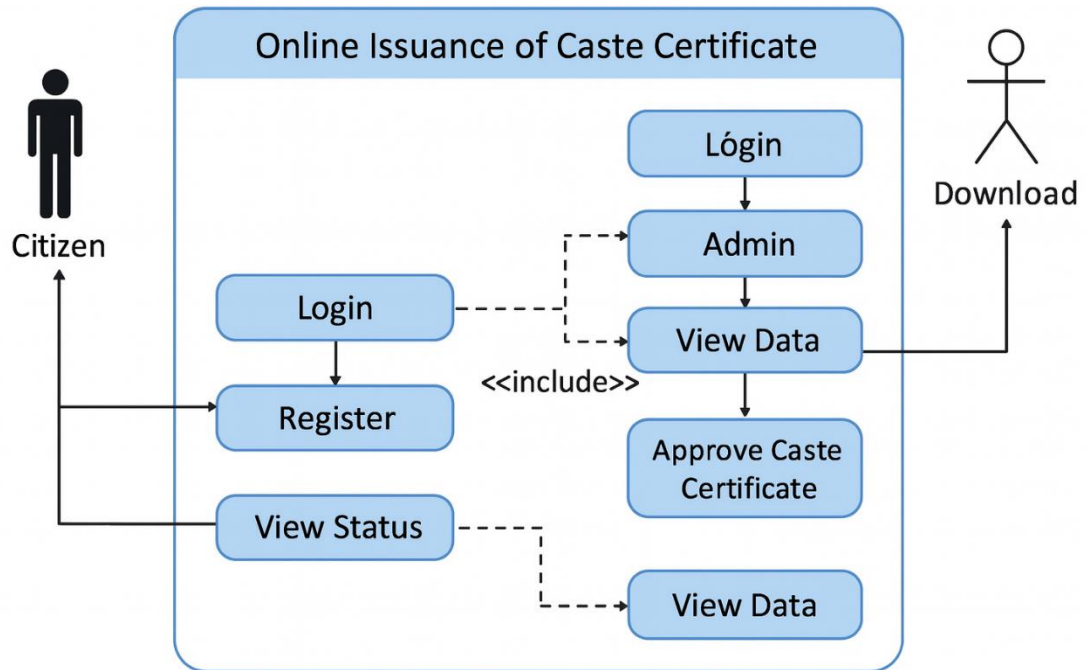 Online Issuance of Caste Certificate
Citizen
Lógin
Download
Admin
Login
View Data
<<include>>
Register
Approve Caste
Certificate
View Status
View Data